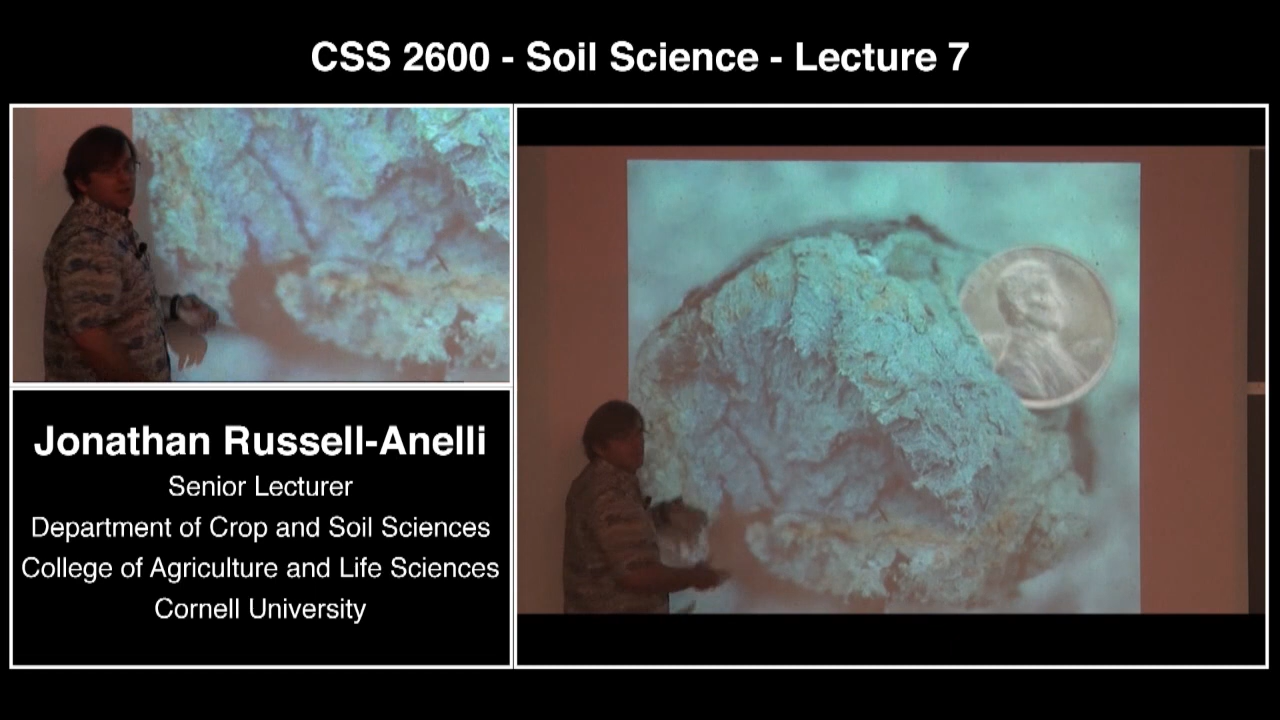 CSS 2600 - Soil Science - Lecture 7
Jonathan Russell-Anelli
Senior Lecturer
Department of Crop and Soil Sciences
College of Agriculture and Life Sciences
Cornell University